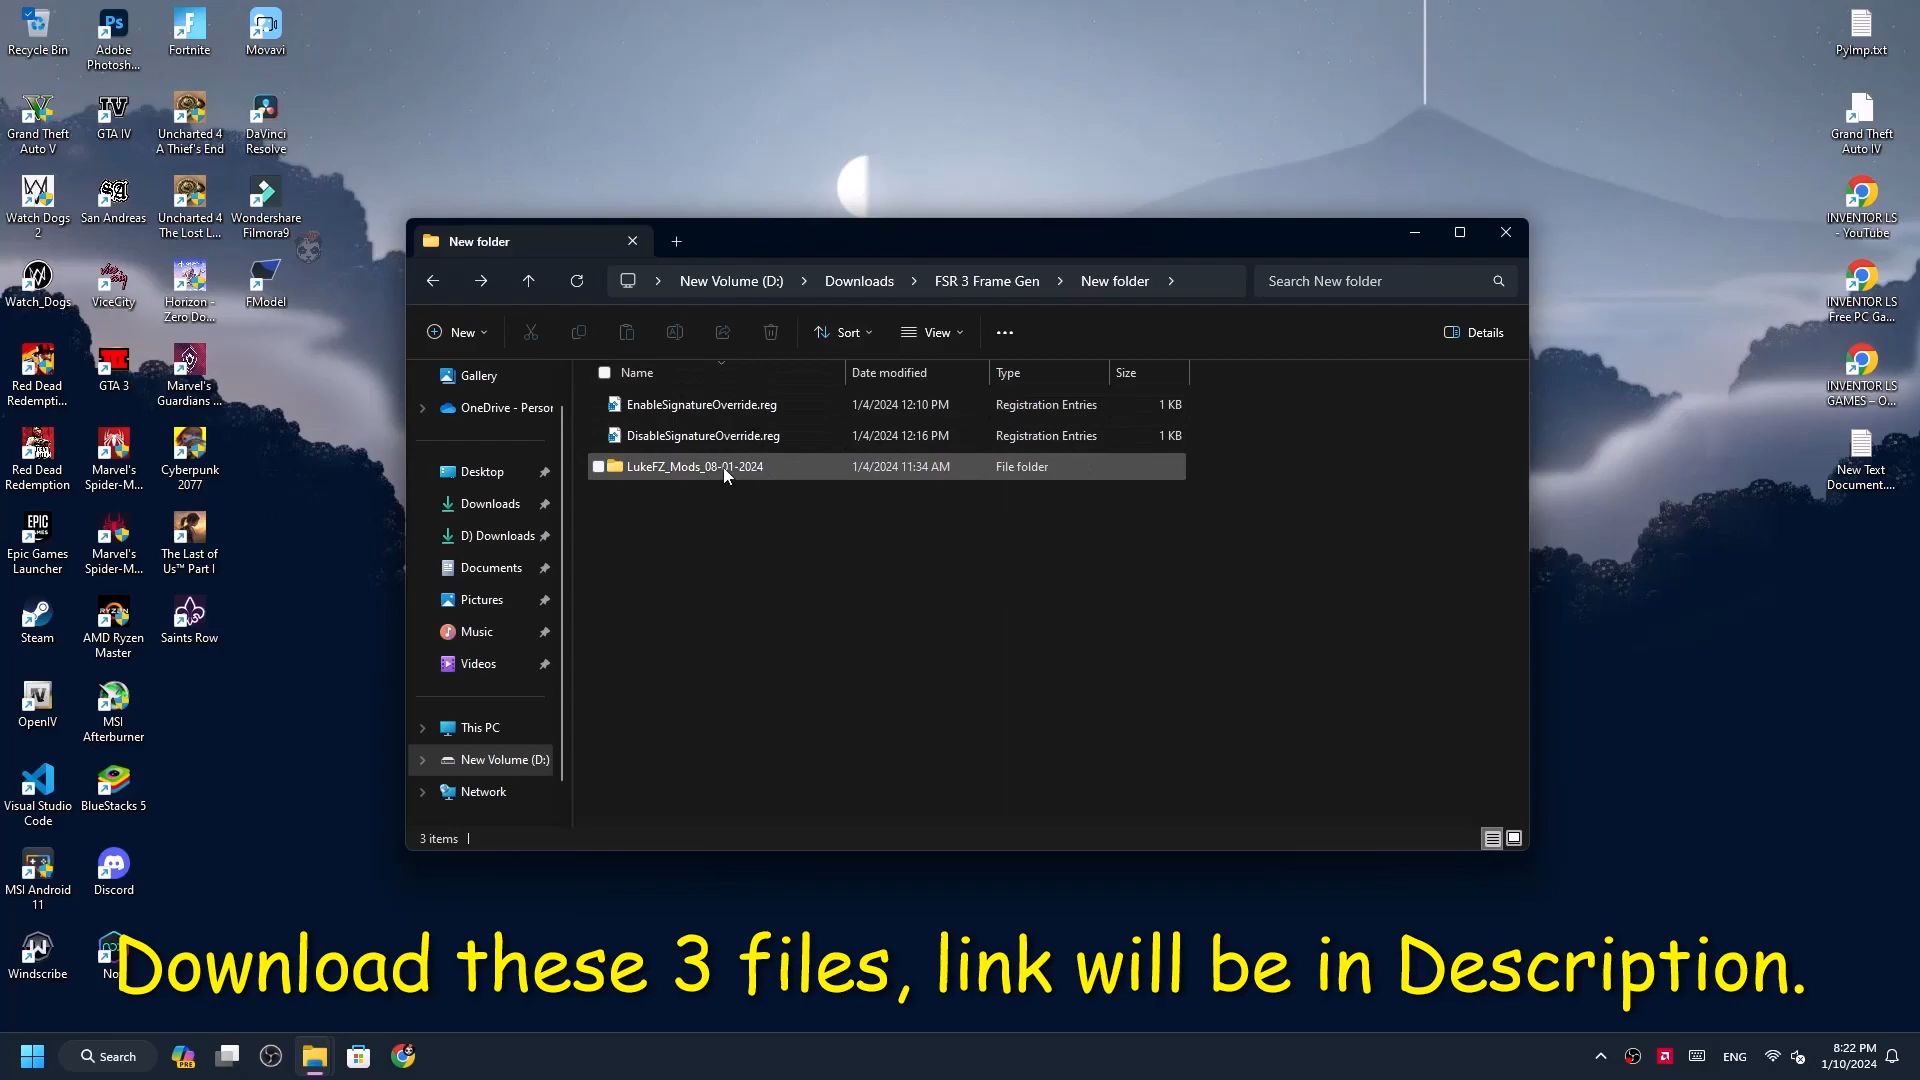 Recycle Bin
Adobe
Photosh...
Fortnite
Movavi
Grand Theft
Auto V
GTA IV
Uncharted 4
A Thief's End
DaVinci
Resolve
Watch Dogs
2
San Andreas
Uncharted 4
The Lost L...
Wondershare
Filmora9
Watch_Dogs
ViceCity
Horizon -
Zero Do...
FModel
Red Dead
Redempti...
GTA 3
Marvel's
Guardians ...
Red Dead
Redemption
Marvel's
Spider-M...
Cyberpunk
2077
Epic Games
Launcher
Marvel's
Spider-M...
The Last of
Us™ Part I
Steam
AMD Ryzen
Master
Saints Row
OpenIV
MSI
Afterburner
Visual Studio
Code
BlueStacks 5
MSI Android
11
Discord
Windscribe
No
PyImp.txt
Grand Theft
Auto IV
INVENTOR LS
- YouTube
INVENTOR LS
Free PC Ga...
INVENTOR LS
GAMES – O...
New Text
Document....
New folder
New Volume (D:)
Downloads
FSR 3 Frame Gen
New folder
Search New folder
New
Sort
View
Details
Gallery
OneDrive - Persor
Desktop
Downloads
D) Downloads
Documents
Pictures
Music
Videos
This PC
New Volume (D:)
Network
Name Date modified Type Size
EnableSignatureOverride.reg 1/4/2024 12:10 PM Registration Entries 1 KB
DisableSignatureOverride.reg 1/4/2024 12:16 PM Registration Entries 1 KB
LukeFZ_Mods_08-01-2024 1/4/2024 11:34 AM File folder
3 items
Download these 3 files, link will be in Description.
Search
ENG
8:22 PM
1/10/2024